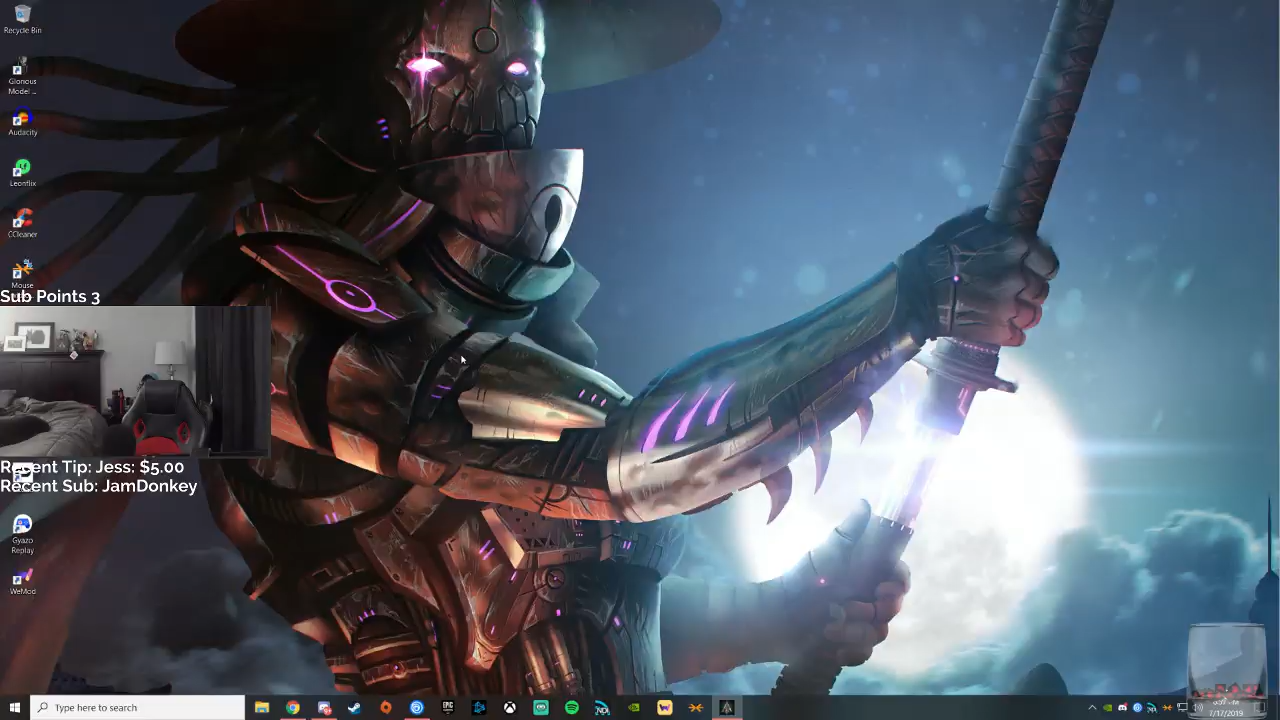 Recycle Bin
Glorious
Model ...
Audacity
Leonflix
CCleaner
Mouse
Sub Points 3
Recent Tip: Jess: $5.00
Recent Sub: JamDonkey
Gyazo
Replay
WeMod
Type here to search
EPIC
7/17/2019